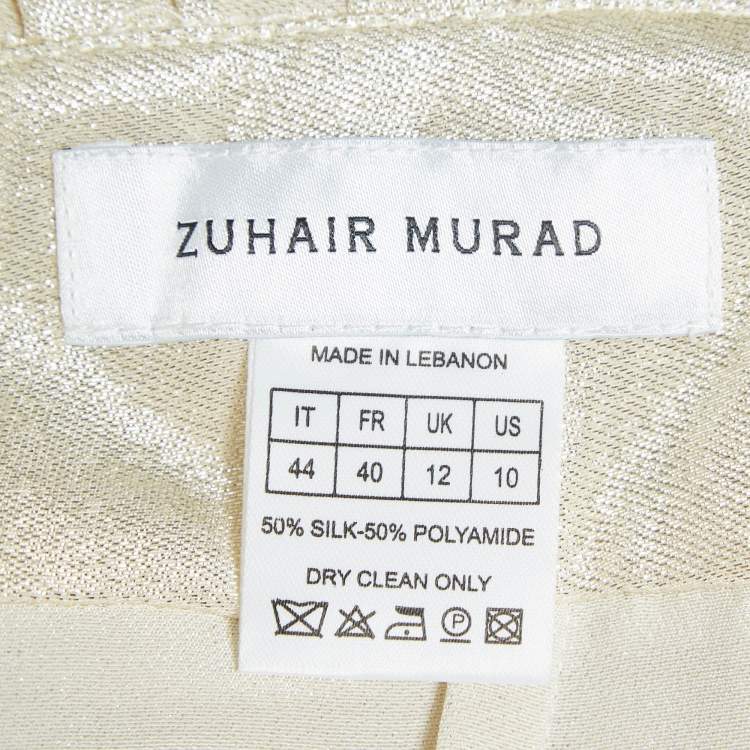 ZUHAIR MURAD
MADE IN LEBANON
IT FR UK US
44 40 12 10
50% SILK-50% POLYAMIDE
DRY CLEAN ONLY
P